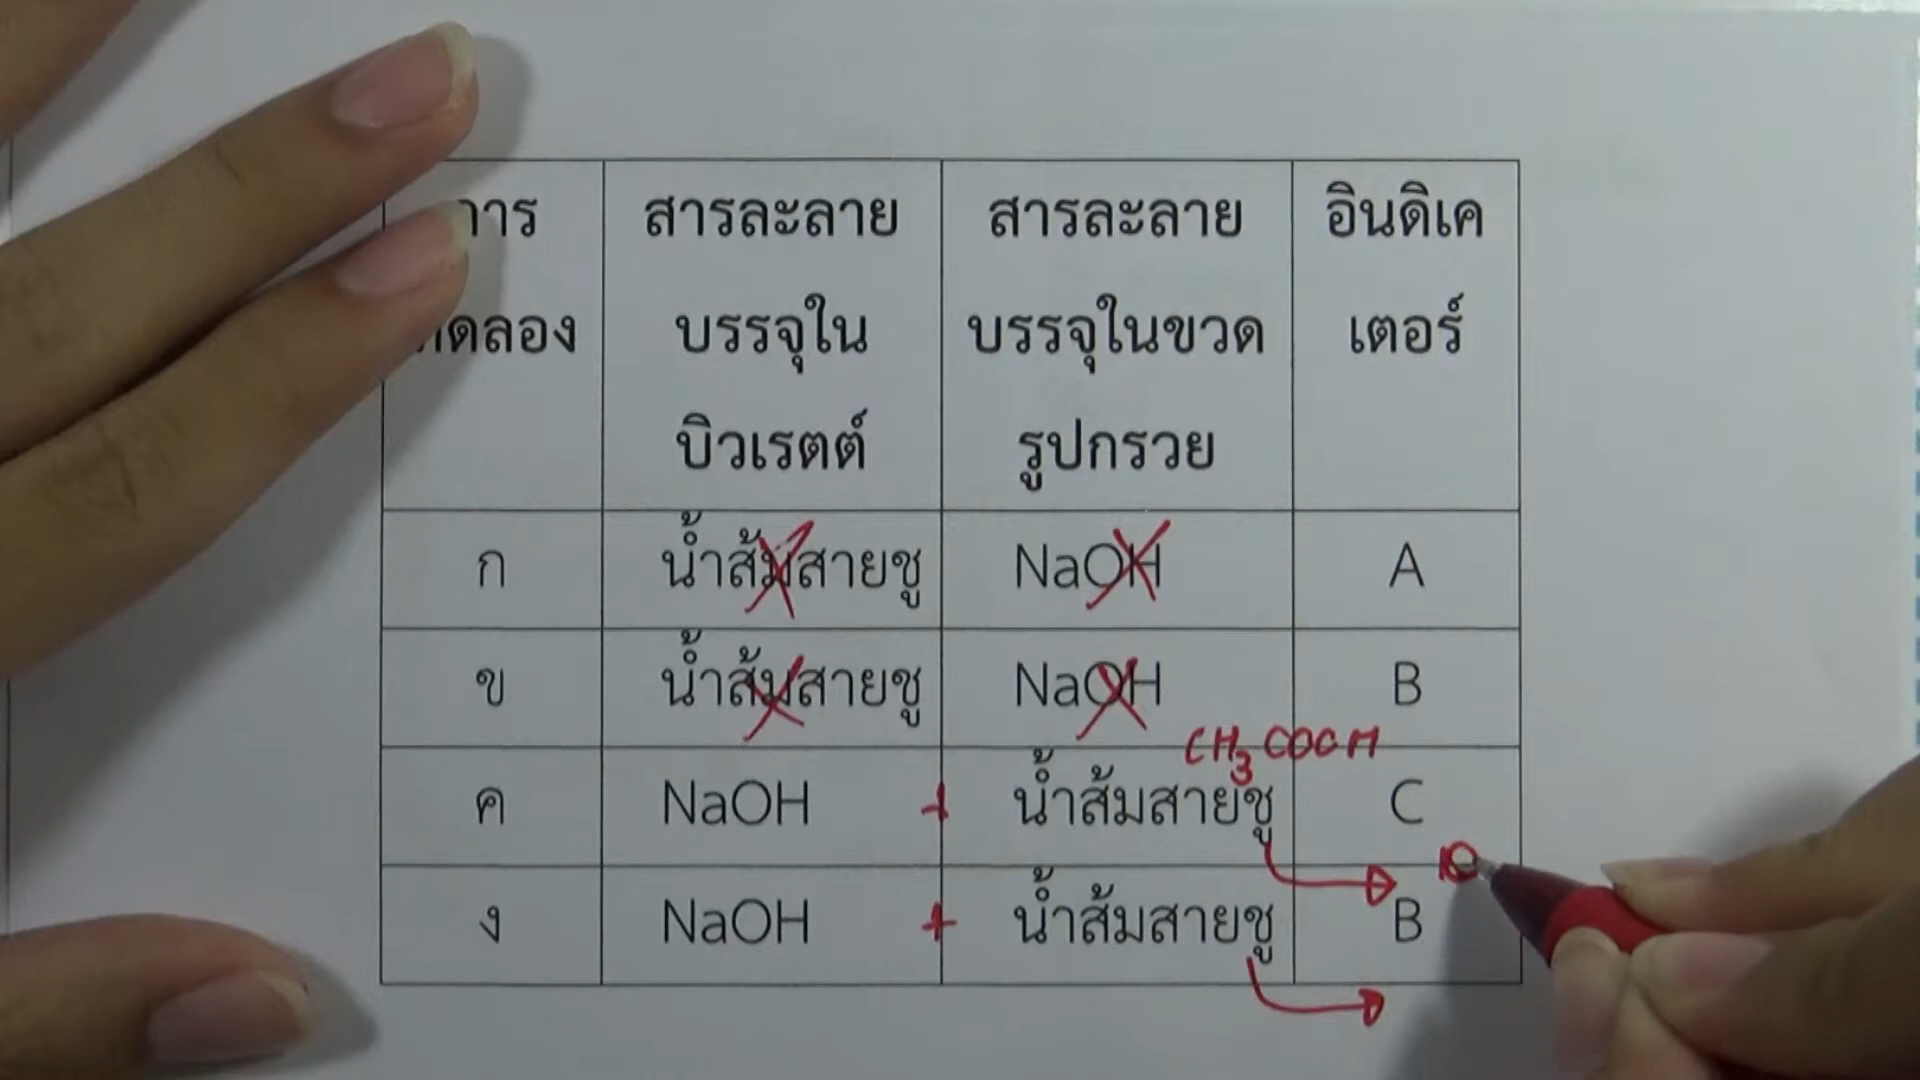 สารละลาย สารละลาย อินดิเค
ดลอง บรรจุใน บรรจุในขวด เตอร์
บิวเรตต์ รูปกรวย
ก น้ำส้มสายชู NaOH A
ข น้ำส้มสายชู NaOH B
CH3COOH
ค NaOH + น้ำส้มสายชู C
ง NaOH + น้ำส้มสายชู B